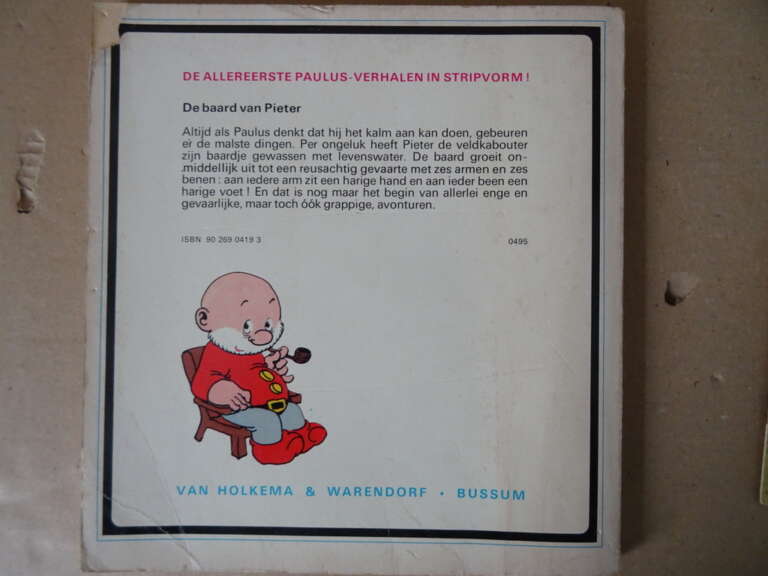 DE ALLEREERSTE PAULUS-VERHALEN IN STRIPVORM!
De baard van Pieter
Altijd als Paulus denkt dat hij het kalm aan kan doen, gebeuren
er de malste dingen. Per ongeluk heeft Pieter de veldkabouter
zijn baardje gewassen met levenswater. De baard groeit on-
middellijk uit tot een reusachtig gevaarte met zes armen en zes
benen: aan iedere arm zit een harige hand en aan ieder been een
harige voet! En dat is nog maar het begin van allerlei enge en
gevaarlijke, maar toch óók grappige, avonturen.
ISBN 90 269 0419 3 0495
VAN HOLKEMA & WARENDORF • BUSSUM